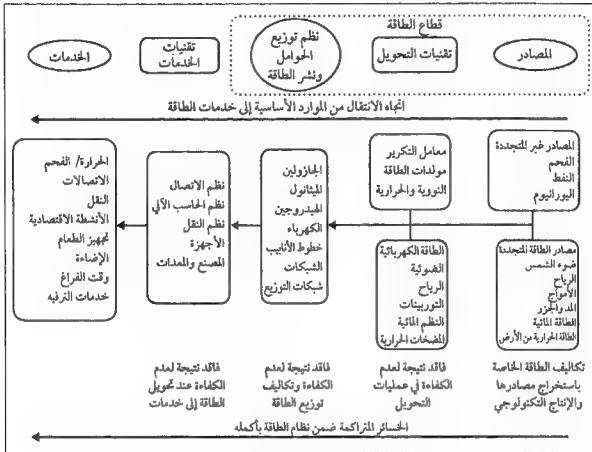 قطاع الطاقة
المصادر
تقنيات التحويل
نظم توزيع
الحوامل
ونشر الطاقة
تقنيات
الخدمات
الخدمات
اتجاه الانتقال من الموارد الأساسية إلى خدمات الطاقة
المصادر غير المتجددة
الفحم
النفط
اليورانيوم
مصادر الطاقة المتجددة
ضوء الشمس
الرياح
الأمواج
المد والجزر
الطاقة المائية
الطاقة الحرارية من الأرض
معامل التكرير
مولدات الطاقة
النووية والحرارية
الطاقة الكهربائية
الضوئية
الرياح
التوربينات
النظم المائية
المضخات الحرارية
الجازولين
الميثانول
الهيدروجين
الكهرباء
خطوط الأنابيب
الشبكات
شبكات التوزيع
نظم الاتصال
نظم الحاسب الآلي
نظم النقل
الأجهزة
المصنع والمعدات
الحرارة/ الفحم
الاتصالات
النقل
الأنشطة الاقتصادية
تجهيز الطعام
الإضاءة
وقت الفراغ
خدمات الترفيه
تكاليف الطاقة الخاصة
باستخراج مصادرها
والإنتاج التكنولوجي
فاقد نتيجة لعدم
الكفاءة في عمليات
التحويل
فاقد نتيجة لعدم
الكفاءة وتكاليف
توزيع الطاقة
فاقد نتيجة لعدم
الكفاءة عند تحويل
الطاقة إلى خدمات
الخسائر المتراكمة ضمن نظام الطاقة بأكمله